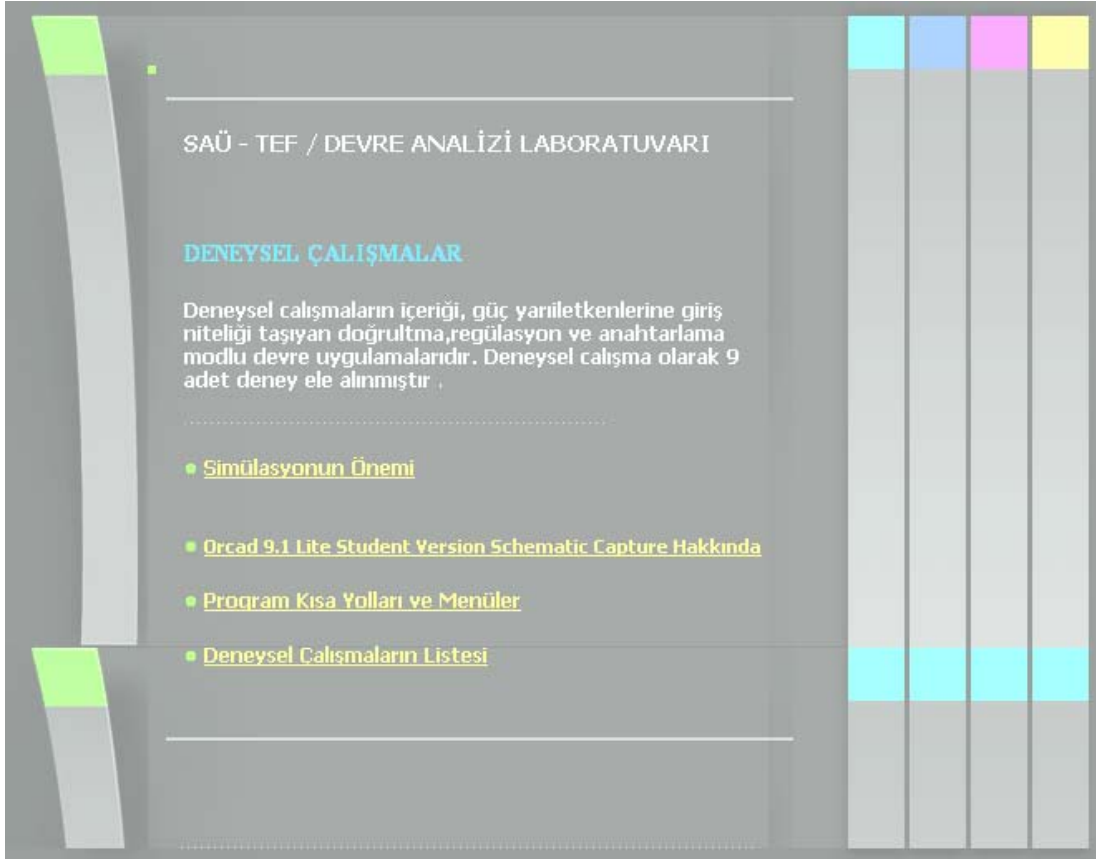 SAÜ - TEF / DEVRE ANALİZİ LABORATUVARI
DENEYSEL ÇALIŞMALAR
Deneysel calışmaların içeriği, güç yarıiletkenlerine giriş
niteliği taşıyan doğrultma,regülasyon ve anahtarlama
modlu devre uygulamalarıdır. Deneysel calışma olarak 9
adet deney ele alınmıştır .
Simülasyonun Önemi
Orcad 9.1 Lite Student Version Schematic Capture Hakkında
Program Kısa Yolları ve Menüler
Deneysel Çalışmaların Listesi